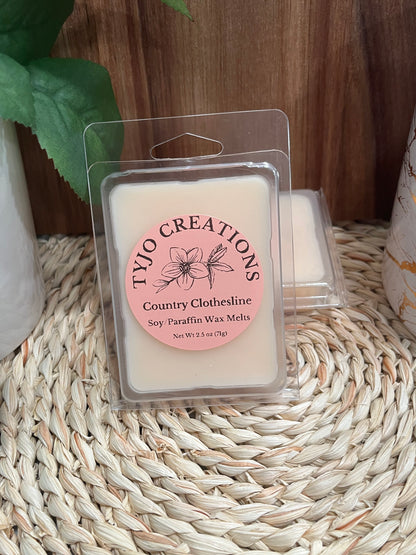 TYJO CREATIONS
Country Clothesline
Soy/Paraffin Wax Melts
Net Wt 2.5 oz (71g)